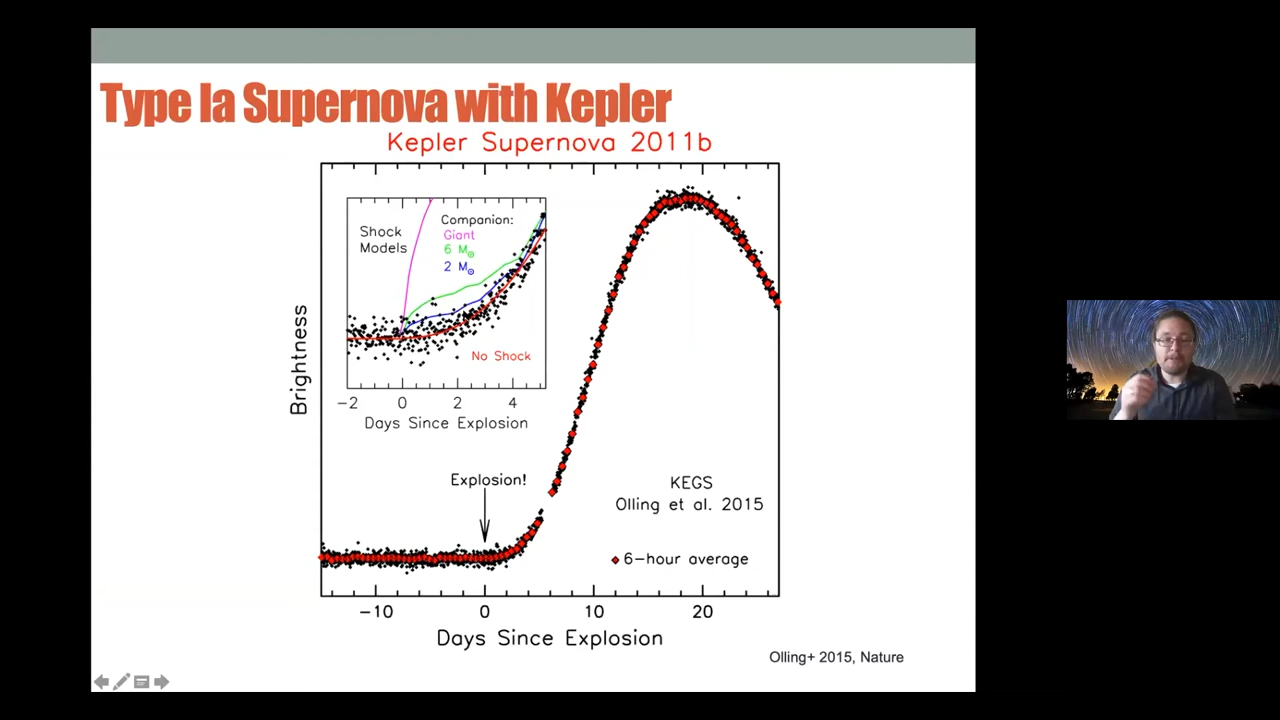 Type Ia Supernova with Kepler
Kepler Supernova 2011b
Shock
Models
Companion:
Giant
6 M⊙
2 M⊙
No Shock
−2 0 2 4
Days Since Explosion
Brightness
Explosion!
KEGS
Olling et al. 2015
6−hour average
−10 0 10 20
Days Since Explosion
Olling+ 2015, Nature